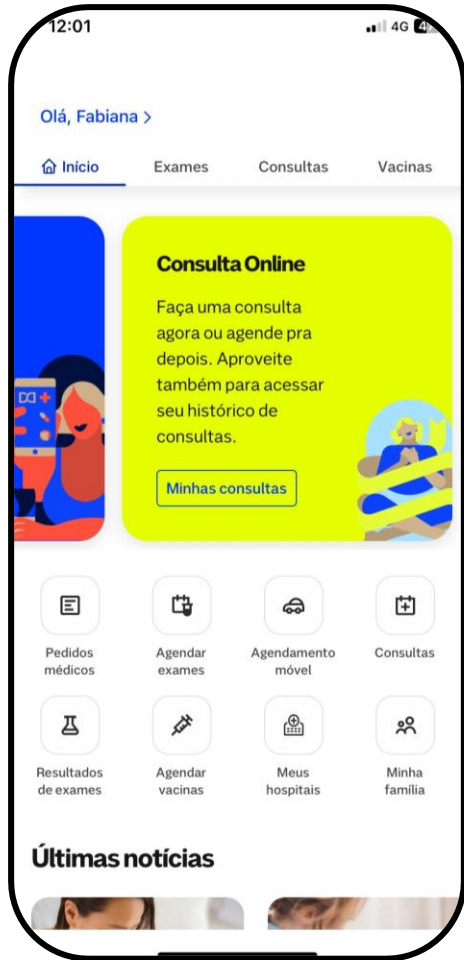 12:01
4G
Olá, Fabiana >
Início Exames Consultas Vacinas
Consulta Online
Faça uma consulta
agora ou agende pra
depois. Aproveite
também para acessar
seu histórico de
consultas.
Minhas consultas
Pedidos
médicos
Agendar
exames
Agendamento
móvel
Consultas
Resultados
de exames
Agendar
vacinas
Meus
hospitais
Minha
família
Últimas notícias